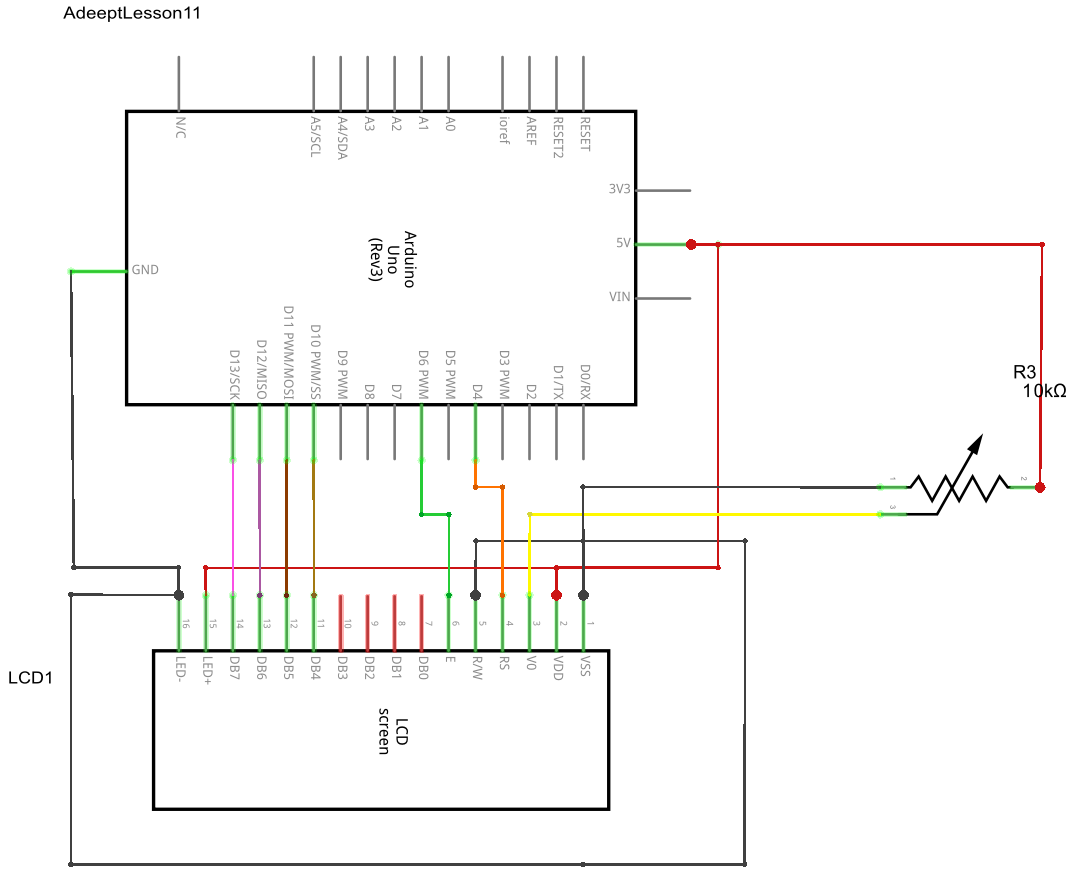 AdeeptLesson11
N/C
A5/SCL
A4/SDA
A3
A2
A1
A0
ioref
AREF
RESET2
RESET
3V3
5V
VIN
GND
Arduino
Uno
(Rev3)
D13/SCK
D12/MISO
D11 PWM/MOSI
D10 PWM/SS
D9 PWM
D8
D7
D6 PWM
D5 PWM
D4
D3 PWM
D2
D1/TX
D0/RX
R3
10kΩ
1
2
3
16
15
14
13
12
11
10
9
8
7
6
5
4
3
2
1
LED-
LED+
DB7
DB6
DB5
DB4
DB3
DB2
DB1
DB0
E
R/W
RS
V0
VDD
VSS
LCD1
LCD
screen